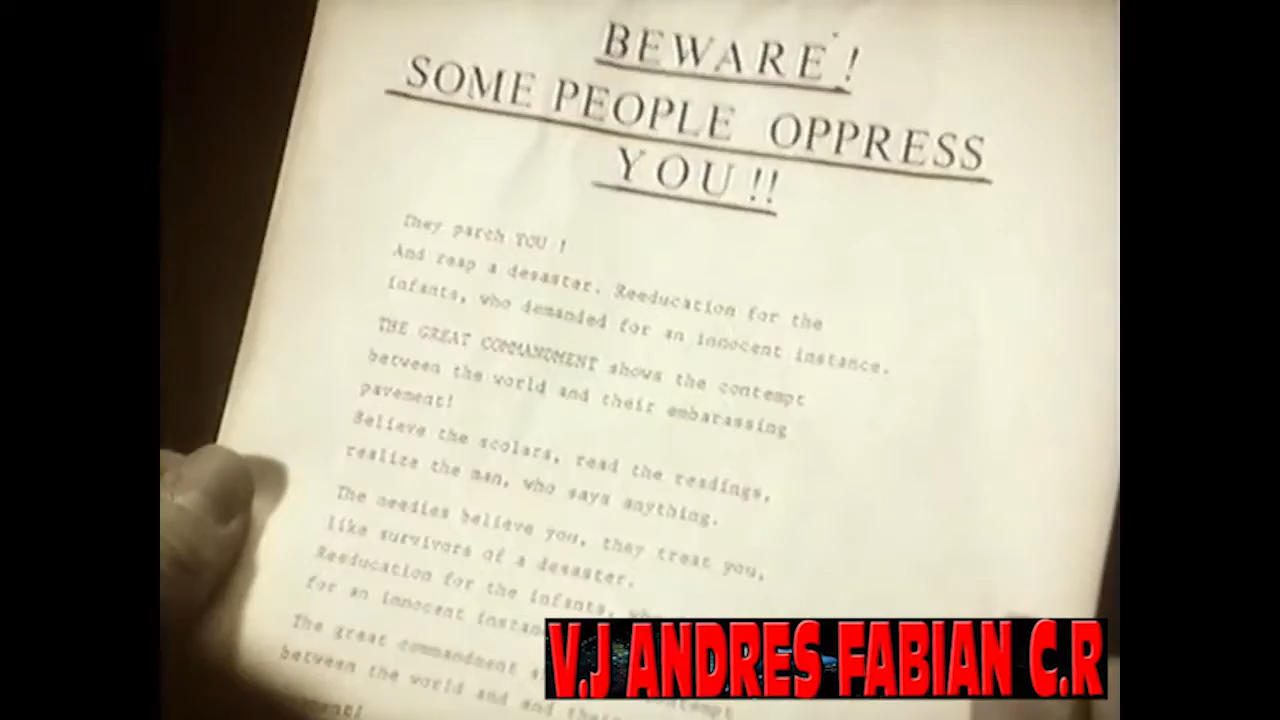 BEWARE!
SOME PEOPLE OPPRESS
YOU!!
They parch YOU !
And reap a desaster. Reeducation for the
infants, who demanded for an innocent instance.
THE GREAT COMMANDMENT shows the contempt
between the world and their embarassing
pavement!
Believe the scolars, read the readings,
realize the man, who says anything.
The needies believe you, they treat you,
like survivors of a desaster.
Reeducation for the infants,
for an innocent
The great commandment
between the world and and their
V.J ANDRES FABIAN C.R